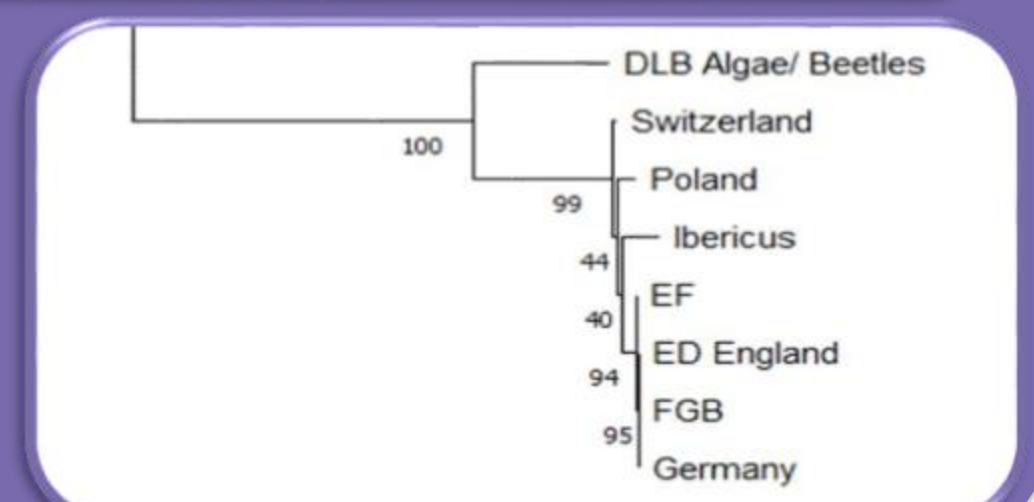 DLB Algae/ Beetles
Switzerland
100
Poland
99
Ibericus
44
EF
40
ED England
94
FGB
95
Germany